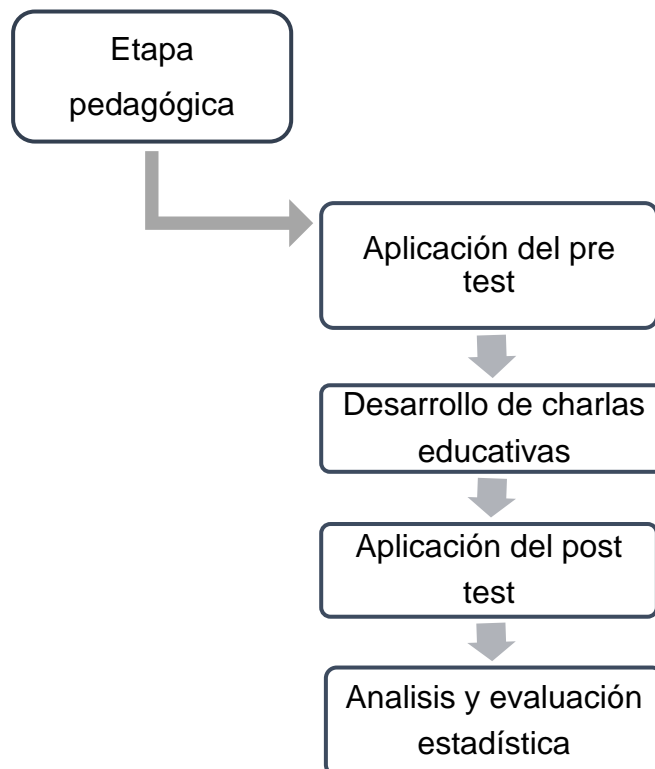 Etapa
pedagógica
Aplicación del pre
test
Desarrollo de charlas
educativas
Aplicación del post
test
Analisis y evaluación
estadística